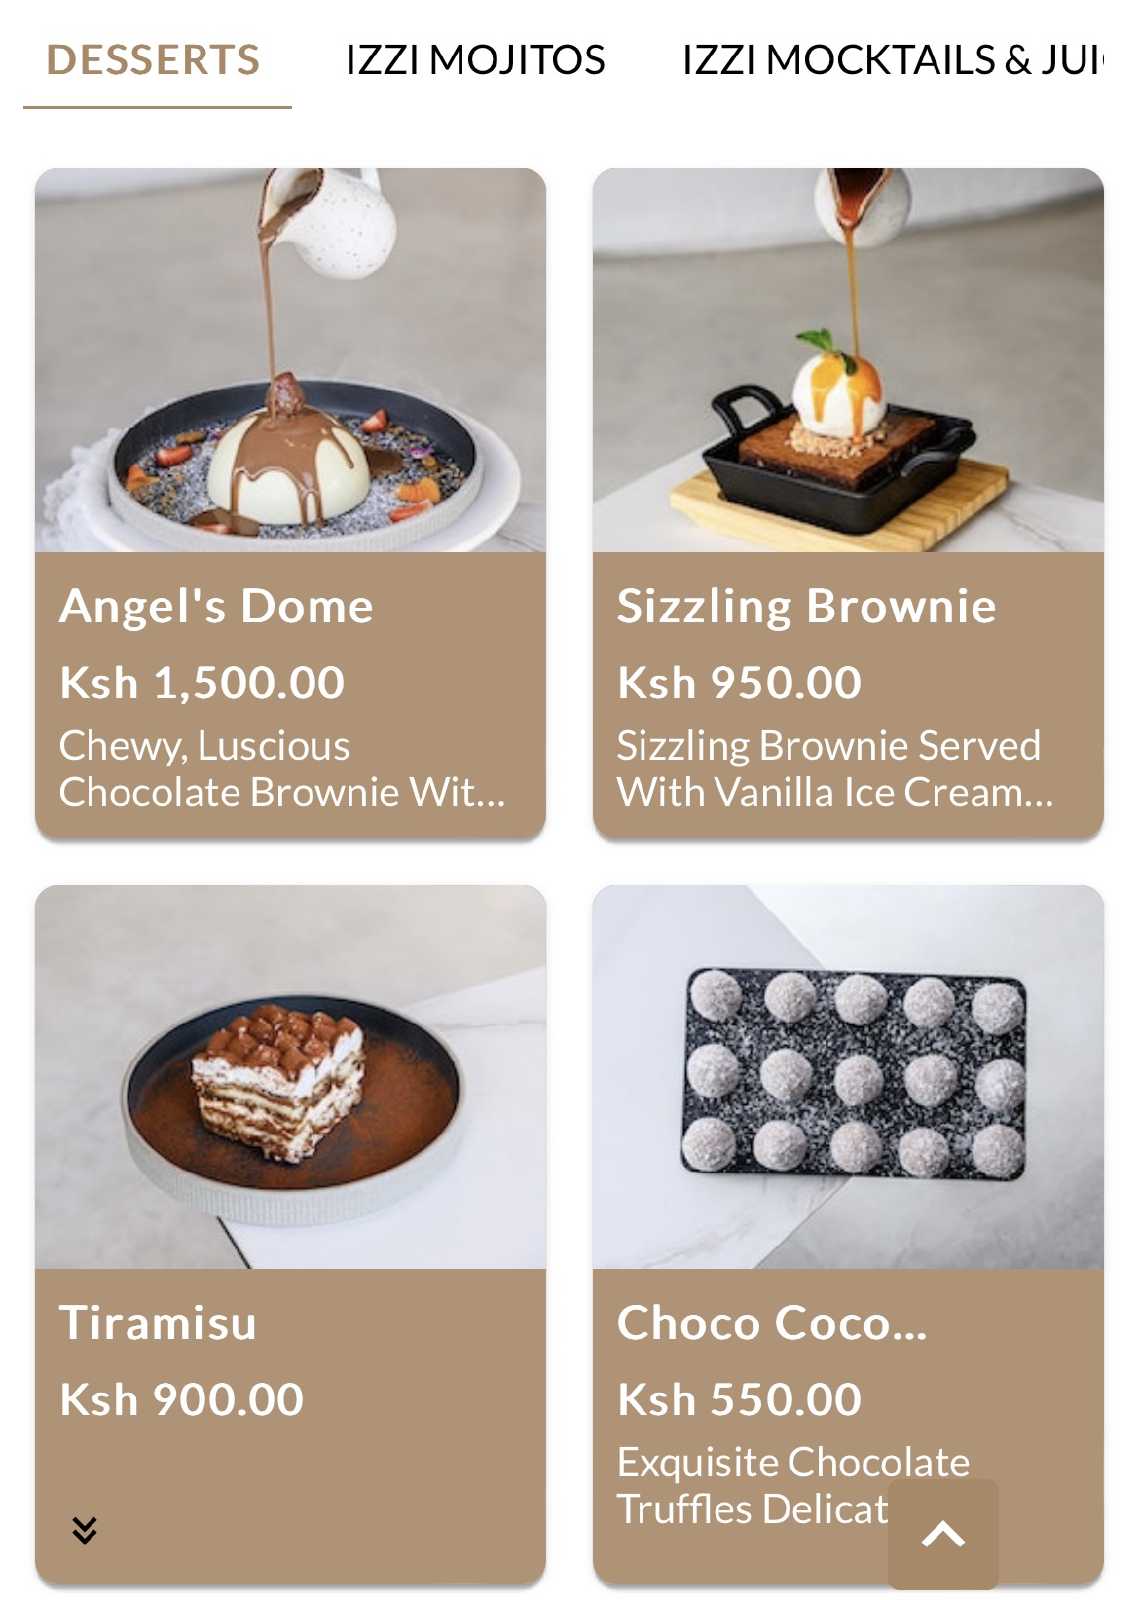 DESSERTS
IZZI MOJITOS
IZZI MOCKTAILS &
Angel's Dome
Ksh 1,500.00
Chewy, Luscious
Chocolate Brownie Wit...
Sizzling Brownie
Ksh 950.00
Sizzling Brownie Served
With Vanilla Ice Cream...
Tiramisu
Ksh 900.00
Choco Coco...
Ksh 550.00
Exquisite Chocolate
Truffles Delicat